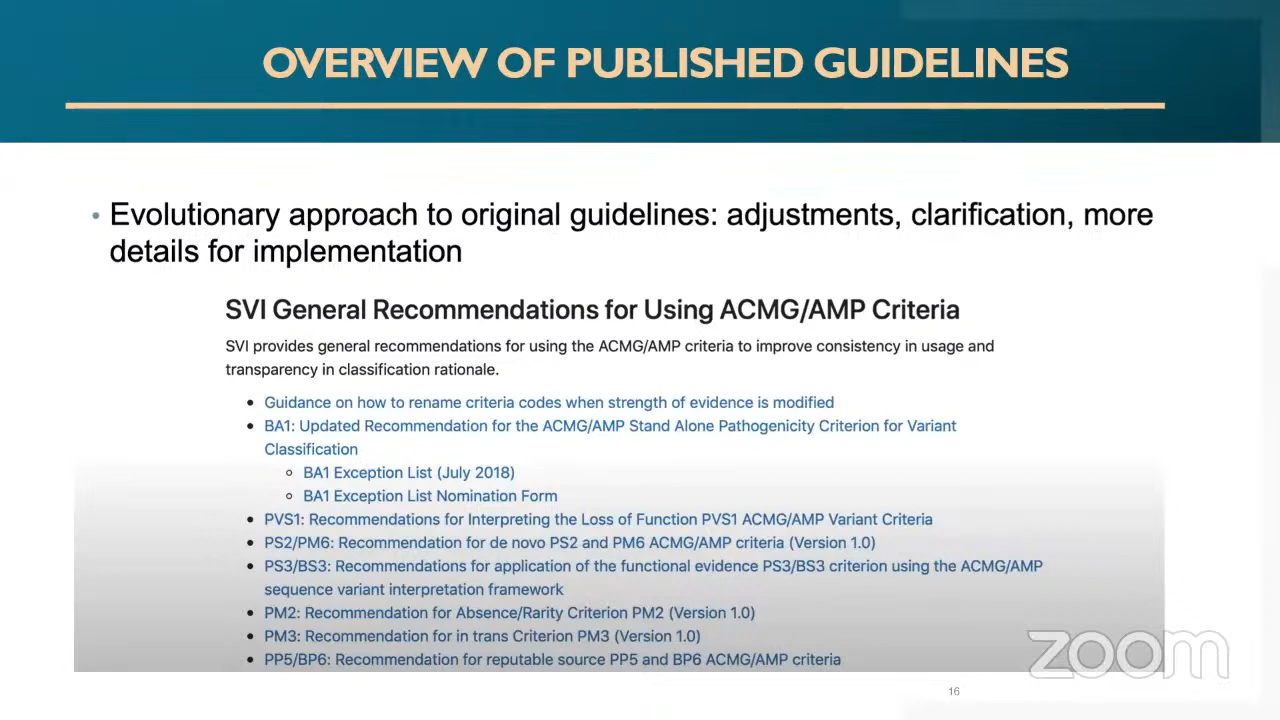 OVERVIEW OF PUBLISHED GUIDELINES
• Evolutionary approach to original guidelines: adjustments, clarification, more
details for implementation
SVI General Recommendations for Using ACMG/AMP Criteria
SVI provides general recommendations for using the ACMG/AMP criteria to improve consistency in usage and
transparency in classification rationale.
• Guidance on how to rename criteria codes when strength of evidence is modified
• BA1: Updated Recommendation for the ACMG/AMP Stand Alone Pathogenicity Criterion for Variant
Classification
○ BA1 Exception List (July 2018)
○ BA1 Exception List Nomination Form
• PVS1: Recommendations for Interpreting the Loss of Function PVS1 ACMG/AMP Variant Criteria
• PS2/PM6: Recommendation for de novo PS2 and PM6 ACMG/AMP criteria (Version 1.0)
• PS3/BS3: Recommendations for application of the functional evidence PS3/BS3 criterion using the ACMG/AMP
sequence variant interpretation framework
• PM2: Recommendation for Absence/Rarity Criterion PM2 (Version 1.0)
• PM3: Recommendation for in trans Criterion PM3 (Version 1.0)
• PP5/BP6: Recommendation for reputable source PP5 and BP6 ACMG/AMP criteria
zoom
16